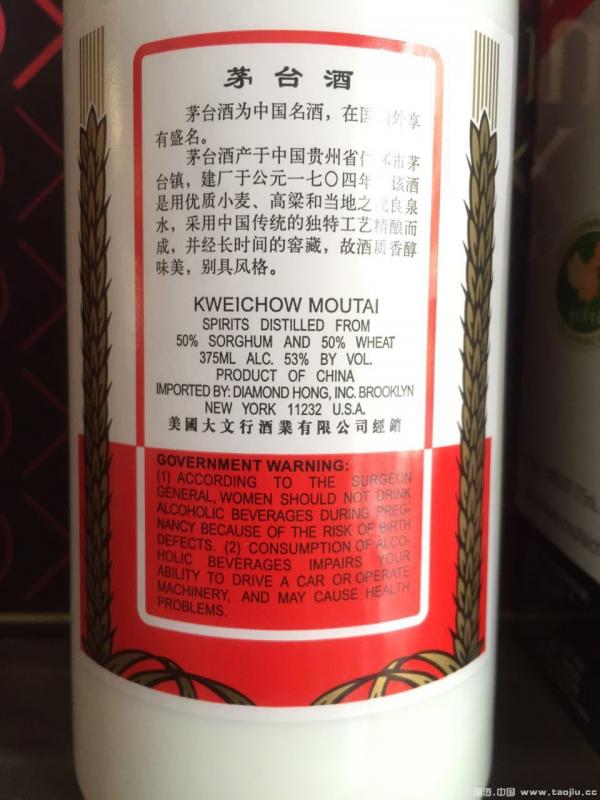 茅台酒
茅台酒为中国名酒，在国内外享
有盛名。
茅台酒产于中国贵州省仁怀市茅
台镇，建厂于公元一七〇四年，该酒
是用优质小麦、高粱和当地之优良泉
水，采用中国传统的独特工艺精酿而
成，并经长时间的窖藏，故酒质香醇
味美，别具风格。
KWEICHOW MOUTAI
SPIRITS DISTILLED FROM
50% SORGHUM AND 50% WHEAT
375ML ALC. 53% BY VOL.
PRODUCT OF CHINA
IMPORTED BY: DIAMOND HONG, INC. BROOKLYN
NEW YORK 11232 U.S.A.
美國大文行酒業有限公司經銷
GOVERNMENT WARNING:
(1) ACCORDING TO THE SURGEON
GENERAL, WOMEN SHOULD NOT DRINK
ALCOHOLIC BEVERAGES DURING PREG-
NANCY BECAUSE OF THE RISK OF BIRTH
DEFECTS. (2) CONSUMPTION OF ALCO-
HOLIC BEVERAGES IMPAIRS YOUR
ABILITY TO DRIVE A CAR OR OPERATE
MACHINERY, AND MAY CAUSE HEALTH
PROBLEMS.
淘酒.中国 www.taojiu.cc